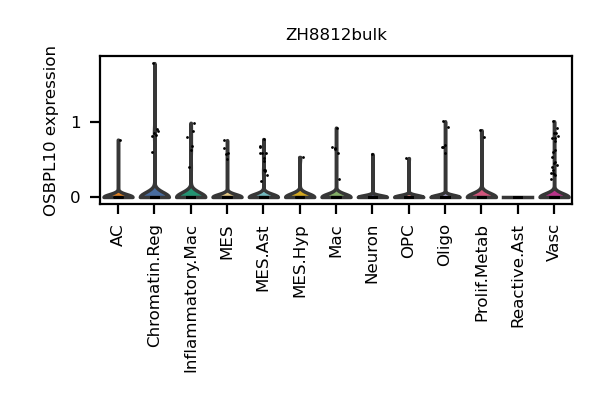 ZH8812bulk
OSBPL10 expression
1
0
AC
Chromatin.Reg
Inflammatory.Mac
MES
MES.Ast
MES.Hyp
Mac
Neuron
OPC
Oligo
Prolif.Metab
Reactive.Ast
Vasc